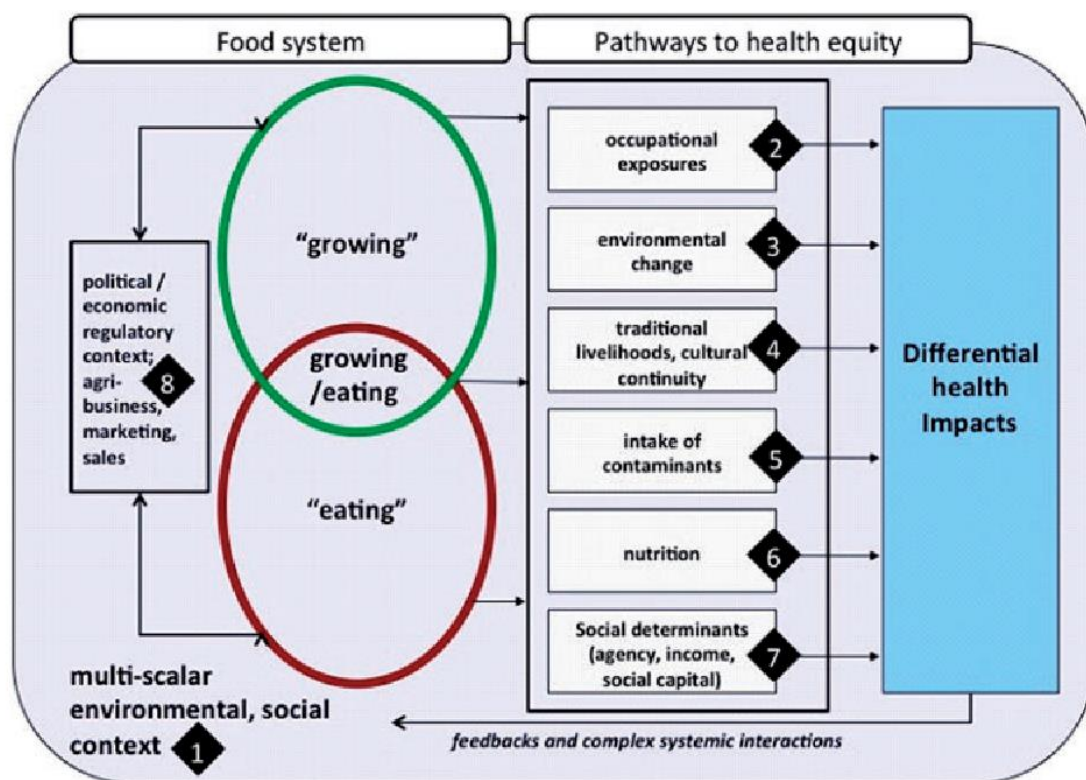 Food system
Pathways to health equity
"growing"
growing
/eating
"eating"
political /
economic
regulatory
context;
agri-
business,
marketing,
sales
8
multi-scalar
environmental, social
context
1
occupational
exposures
2
environmental
change
3
traditional
livelihoods, cultural
continuity
4
intake of
contaminants
5
nutrition
6
Social determinants
(agency, income,
social capital)
7
Differential
health
Impacts
feedbacks and complex systemic interactions